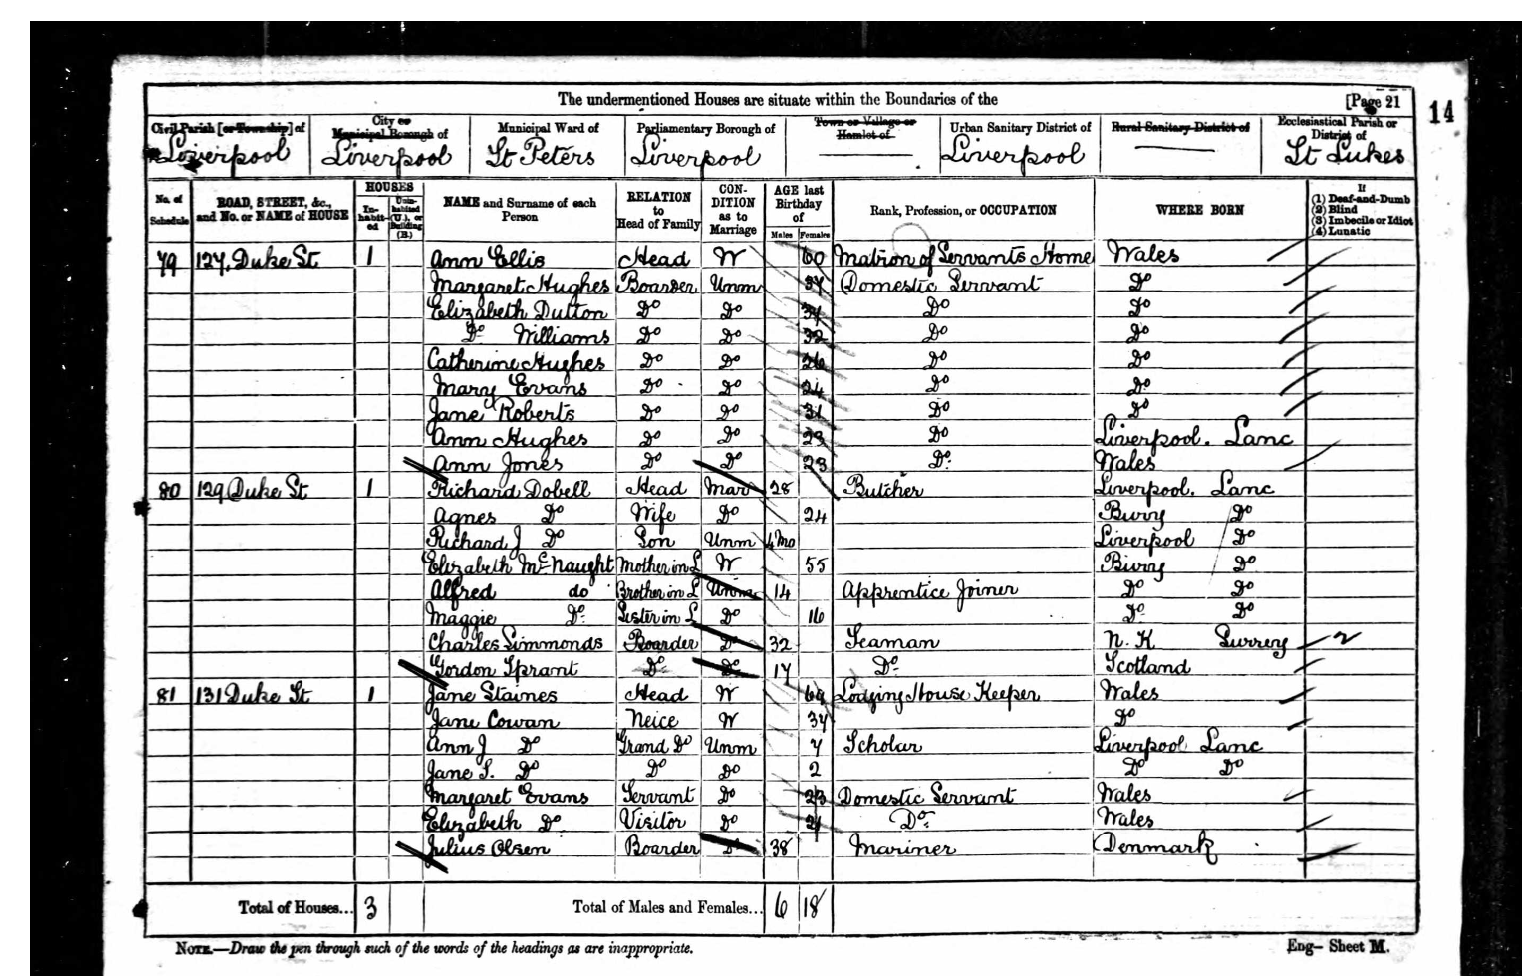 The undermentioned Houses are situate within the Boundaries of the
[Page 21
14
Civil Parish [or Township] of
Liverpool
City or Municipal Borough of
Liverpool
Municipal Ward of
St Peters
Parliamentary Borough of
Liverpool
Town or Village or Hamlet of
Urban Sanitary District of
Liverpool
Rural Sanitary District of
Ecclesiastical Parish or District of
St Lukes
No. of Schedule
ROAD, STREET, &c., and No. or NAME of HOUSE
HOUSES
In-habit-ed
Unin-habited (U.), or Building (B.)
NAME and Surname of each Person
RELATION to Head of Family
CON-DITION as to Marriage
AGE last Birthday of
Males
Females
Rank, Profession, or OCCUPATION
WHERE BORN
If
(1) Deaf-and-Dumb
(2) Blind
(3) Imbecile or Idiot
(4) Lunatic
79 127, Duke St 1 Ann Ellis Head W 60 Matron of Servants Home Wales
Margaret Hughes Boarder Unm 37 Domestic Servant Do
Elizabeth Dutton Do Do 34 Do Do
Do Williams Do Do 32 Do Do
Catherine Hughes Do Do 26 Do Do
Mary Evans Do Do 24 Do Do
Jane Roberts Do Do 31 Do Do
Ann Hughes Do Do 23 Do Liverpool. Lanc
Ann Jones Do Do 23 Do Wales
80 129 Duke St 1 Richard Dobell Head Mar 28 Butcher Liverpool. Lanc
Agnes Do Wife Do 24 Burry Do
Richard J Do Son Unm 4 Mo Liverpool Do
Elizabeth Mc Naught Mother in L W 55 Burry Do
Alfred do Brother in L Unm 14 Apprentice Joiner Do Do
Maggie Do Sister in L Do 16 Do Do
Charles Simmonds Boarder Do 32 Seaman N. K Surrey 2
Gordon Sprant Do Do 17 Do Scotland
81 131 Duke St 1 Jane Staines Head W 69 Lodging House Keeper Wales
Jane Cowan Neice W 37 Do
Ann J Do Grand Do Unm 7 Scholar Liverpool Lanc
Jane S. Do Do Do 2 Do Do
Margaret Evans Servant Do 23 Domestic Servant Wales
Elizabeth Do Visitor Do 21 Do Wales
Julius Olsen Boarder Do 38 Mariner Denmark
Total of Houses... 3
Total of Males and Females... 6 18
NOTE.—Draw the pen through such of the words of the headings as are inappropriate.
Eng— Sheet M.